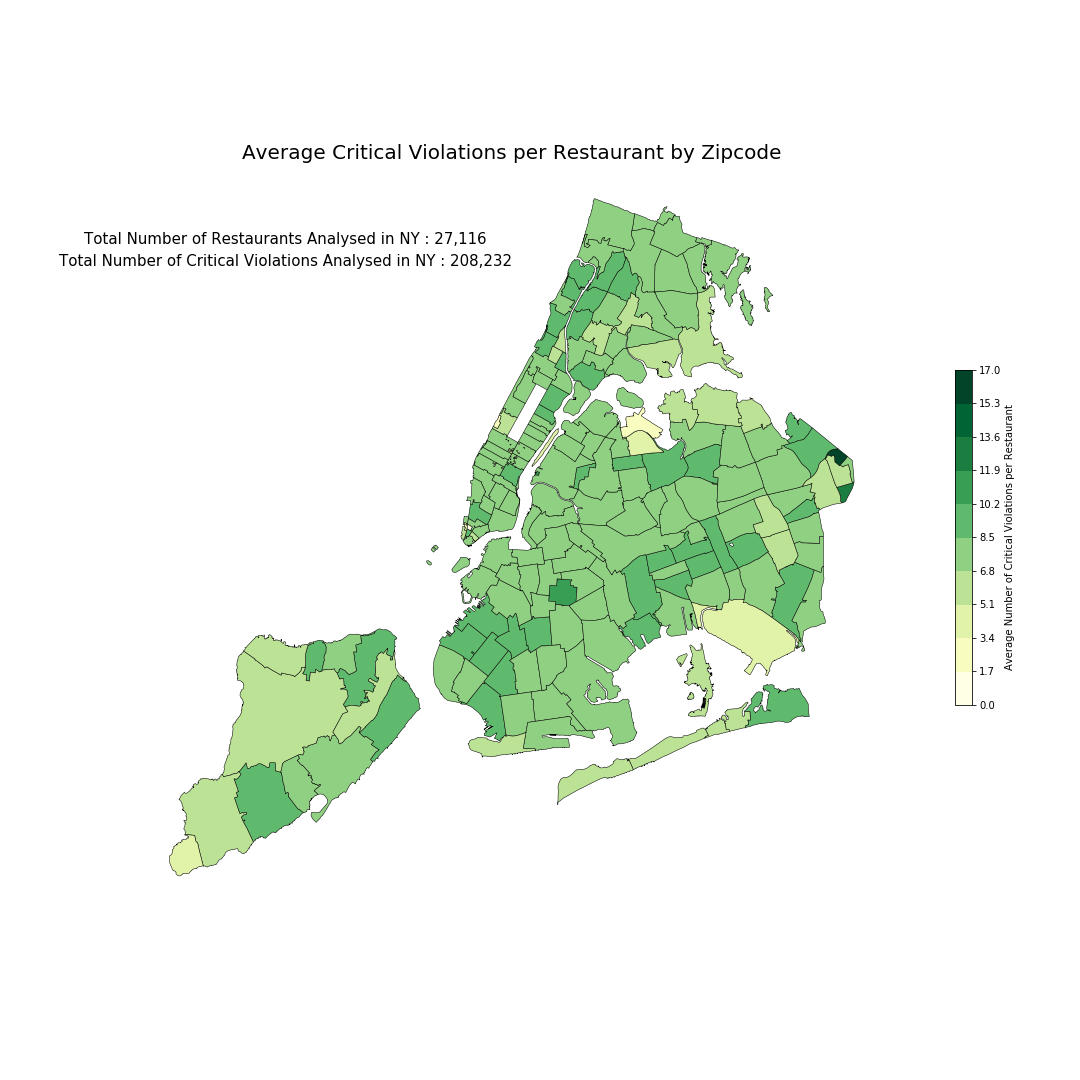 Average Critical Violations per Restaurant by Zipcode
Total Number of Restaurants Analysed in NY : 27,116
Total Number of Critical Violations Analysed in NY : 208,232
17.0
15.3
13.6
11.9
10.2
8.5
6.8
5.1
3.4
1.7
0.0
Average Number of Critical Violations per Restaurant